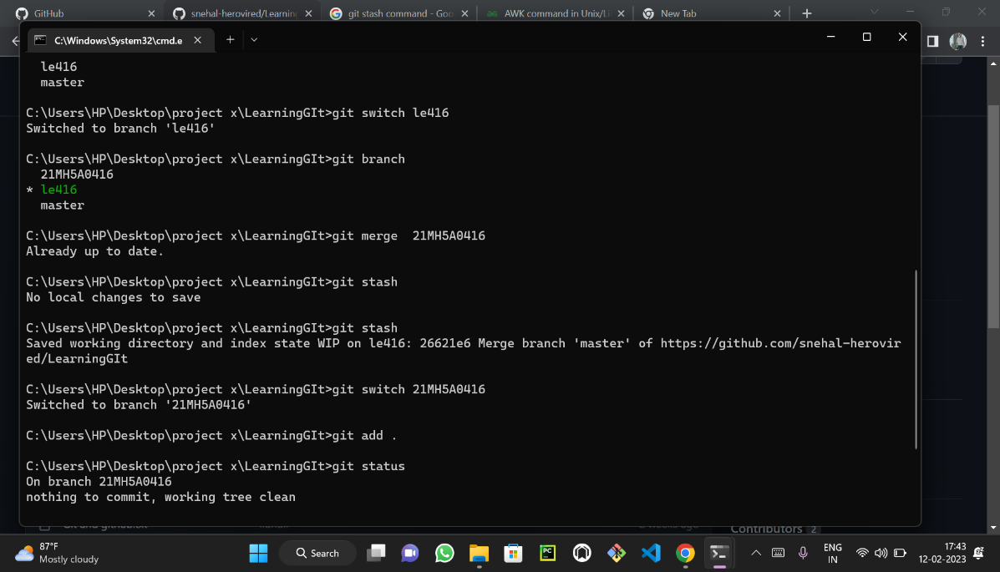 GitHub
snehal-herovired/Learnin
git stash command - Goo
AWK command in Unix/Li
New Tab
C:\Windows\System32\cmd.e
le416
master
C:\Users\HP\Desktop\project x\LearningGIt>git switch le416
Switched to branch 'le416'
C:\Users\HP\Desktop\project x\LearningGIt>git branch
21MH5A0416
* le416
master
C:\Users\HP\Desktop\project x\LearningGIt>git merge  21MH5A0416
Already up to date.
C:\Users\HP\Desktop\project x\LearningGIt>git stash
No local changes to save
C:\Users\HP\Desktop\project x\LearningGIt>git stash
Saved working directory and index state WIP on le416: 26621e6 Merge branch 'master' of https://github.com/snehal-herovir
ed/LearningGIt
C:\Users\HP\Desktop\project x\LearningGIt>git switch 21MH5A0416
Switched to branch '21MH5A0416'
C:\Users\HP\Desktop\project x\LearningGIt>git add .
C:\Users\HP\Desktop\project x\LearningGIt>git status
On branch 21MH5A0416
nothing to commit, working tree clean
Contributors 2
87°F
Mostly cloudy
Search
PC
ENG
IN
17:43
12-02-2023